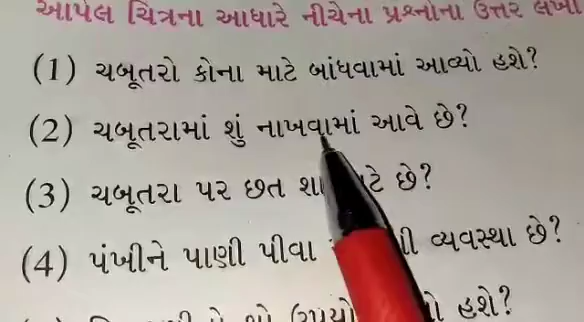 આપેલ ચિત્રના આધારે નીચેના પ્રશ્નોના ઉત્તર લખો
(1) ચબૂતરો કોના માટે બાંધવામાં આવ્યો હશે?
(2) ચબૂતરામાં શું નાખવામાં આવે છે?
(3) ચબૂતરા પર છત છે?
(4) પંખીને પાણી પીવા વ્યવસ્થા છે?
હશે?